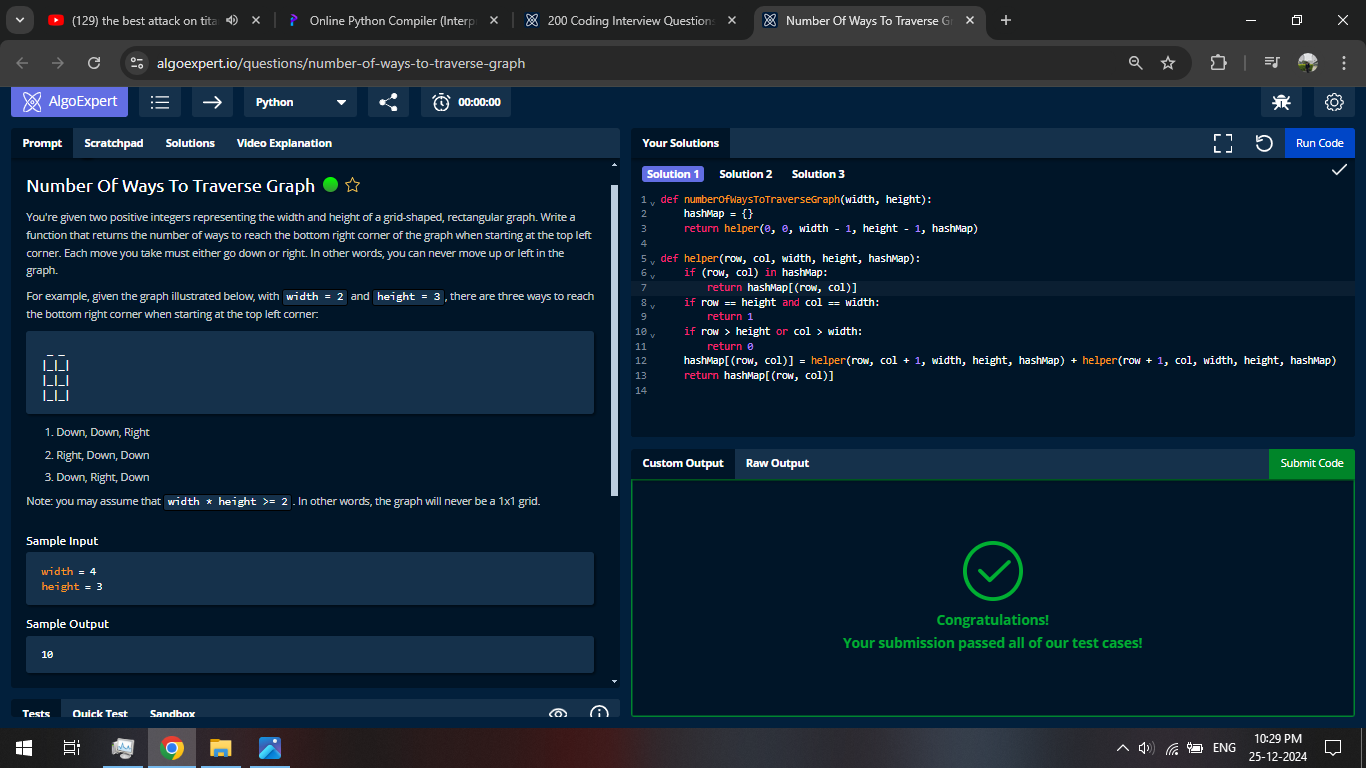 (129) the best attack on tita
Online Python Compiler (Interp
200 Coding Interview Questions
Number Of Ways To Traverse G
algoexpert.io/questions/number-of-ways-to-traverse-graph
AlgoExpert
Python
00:00:00
Prompt
Scratchpad
Solutions
Video Explanation
Number Of Ways To Traverse Graph
You're given two positive integers representing the width and height of a grid-shaped, rectangular graph. Write a
function that returns the number of ways to reach the bottom right corner of the graph when starting at the top left
corner. Each move you take must either go down or right. In other words, you can never move up or left in the
graph.
For example, given the graph illustrated below, with width = 2 and height = 3, there are three ways to reach
the bottom right corner when starting at the top left corner:
 _ _
|_|_|
|_|_|
|_|_|
1. Down, Down, Right
2. Right, Down, Down
3. Down, Right, Down
Note: you may assume that width * height >= 2. In other words, the graph will never be a 1x1 grid.
Sample Input
width = 4
height = 3
Sample Output
10
Tests
Quick Test
Sandbox
Your Solutions
Run Code
Solution 1
Solution 2
Solution 3
1 def numberOfWaysToTraverseGraph(width, height):
2     hashMap = {}
3     return helper(0, 0, width - 1, height - 1, hashMap)
4
5 def helper(row, col, width, height, hashMap):
6     if (row, col) in hashMap:
7         return hashMap[(row, col)]
8     if row == height and col == width:
9         return 1
10     if row > height or col > width:
11         return 0
12     hashMap[(row, col)] = helper(row, col + 1, width, height, hashMap) + helper(row + 1, col, width, height, hashMap)
13     return hashMap[(row, col)]
14
Custom Output
Raw Output
Submit Code
Congratulations!
Your submission passed all of our test cases!
ENG
10:29 PM
25-12-2024